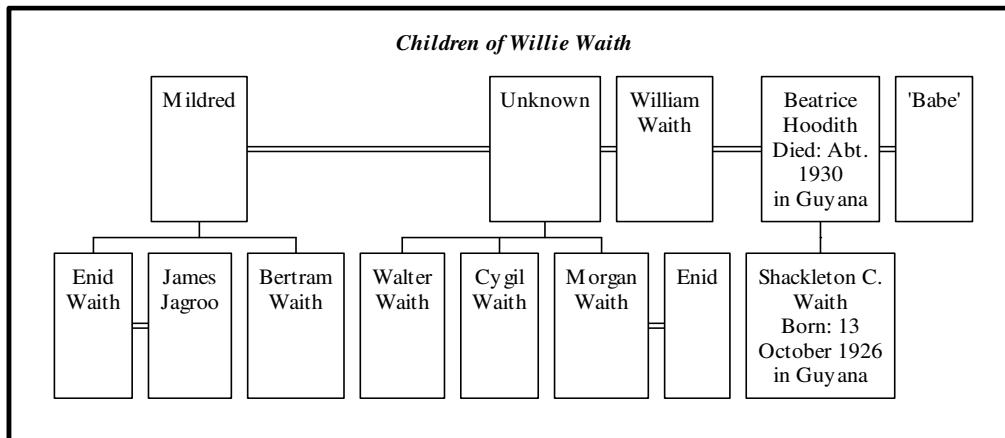 Children of Willie Waith
Mildred
Unknown
William
Waith
Beatrice
Hoodith
Died: Abt.
1930
in Guyana
'Babe'
Enid
Waith
James
Jagroo
Bertram
Waith
Walter
Waith
Cygil
Waith
Morgan
Waith
Enid
Shackleton C.
Waith
Born: 13
October 1926
in Guyana